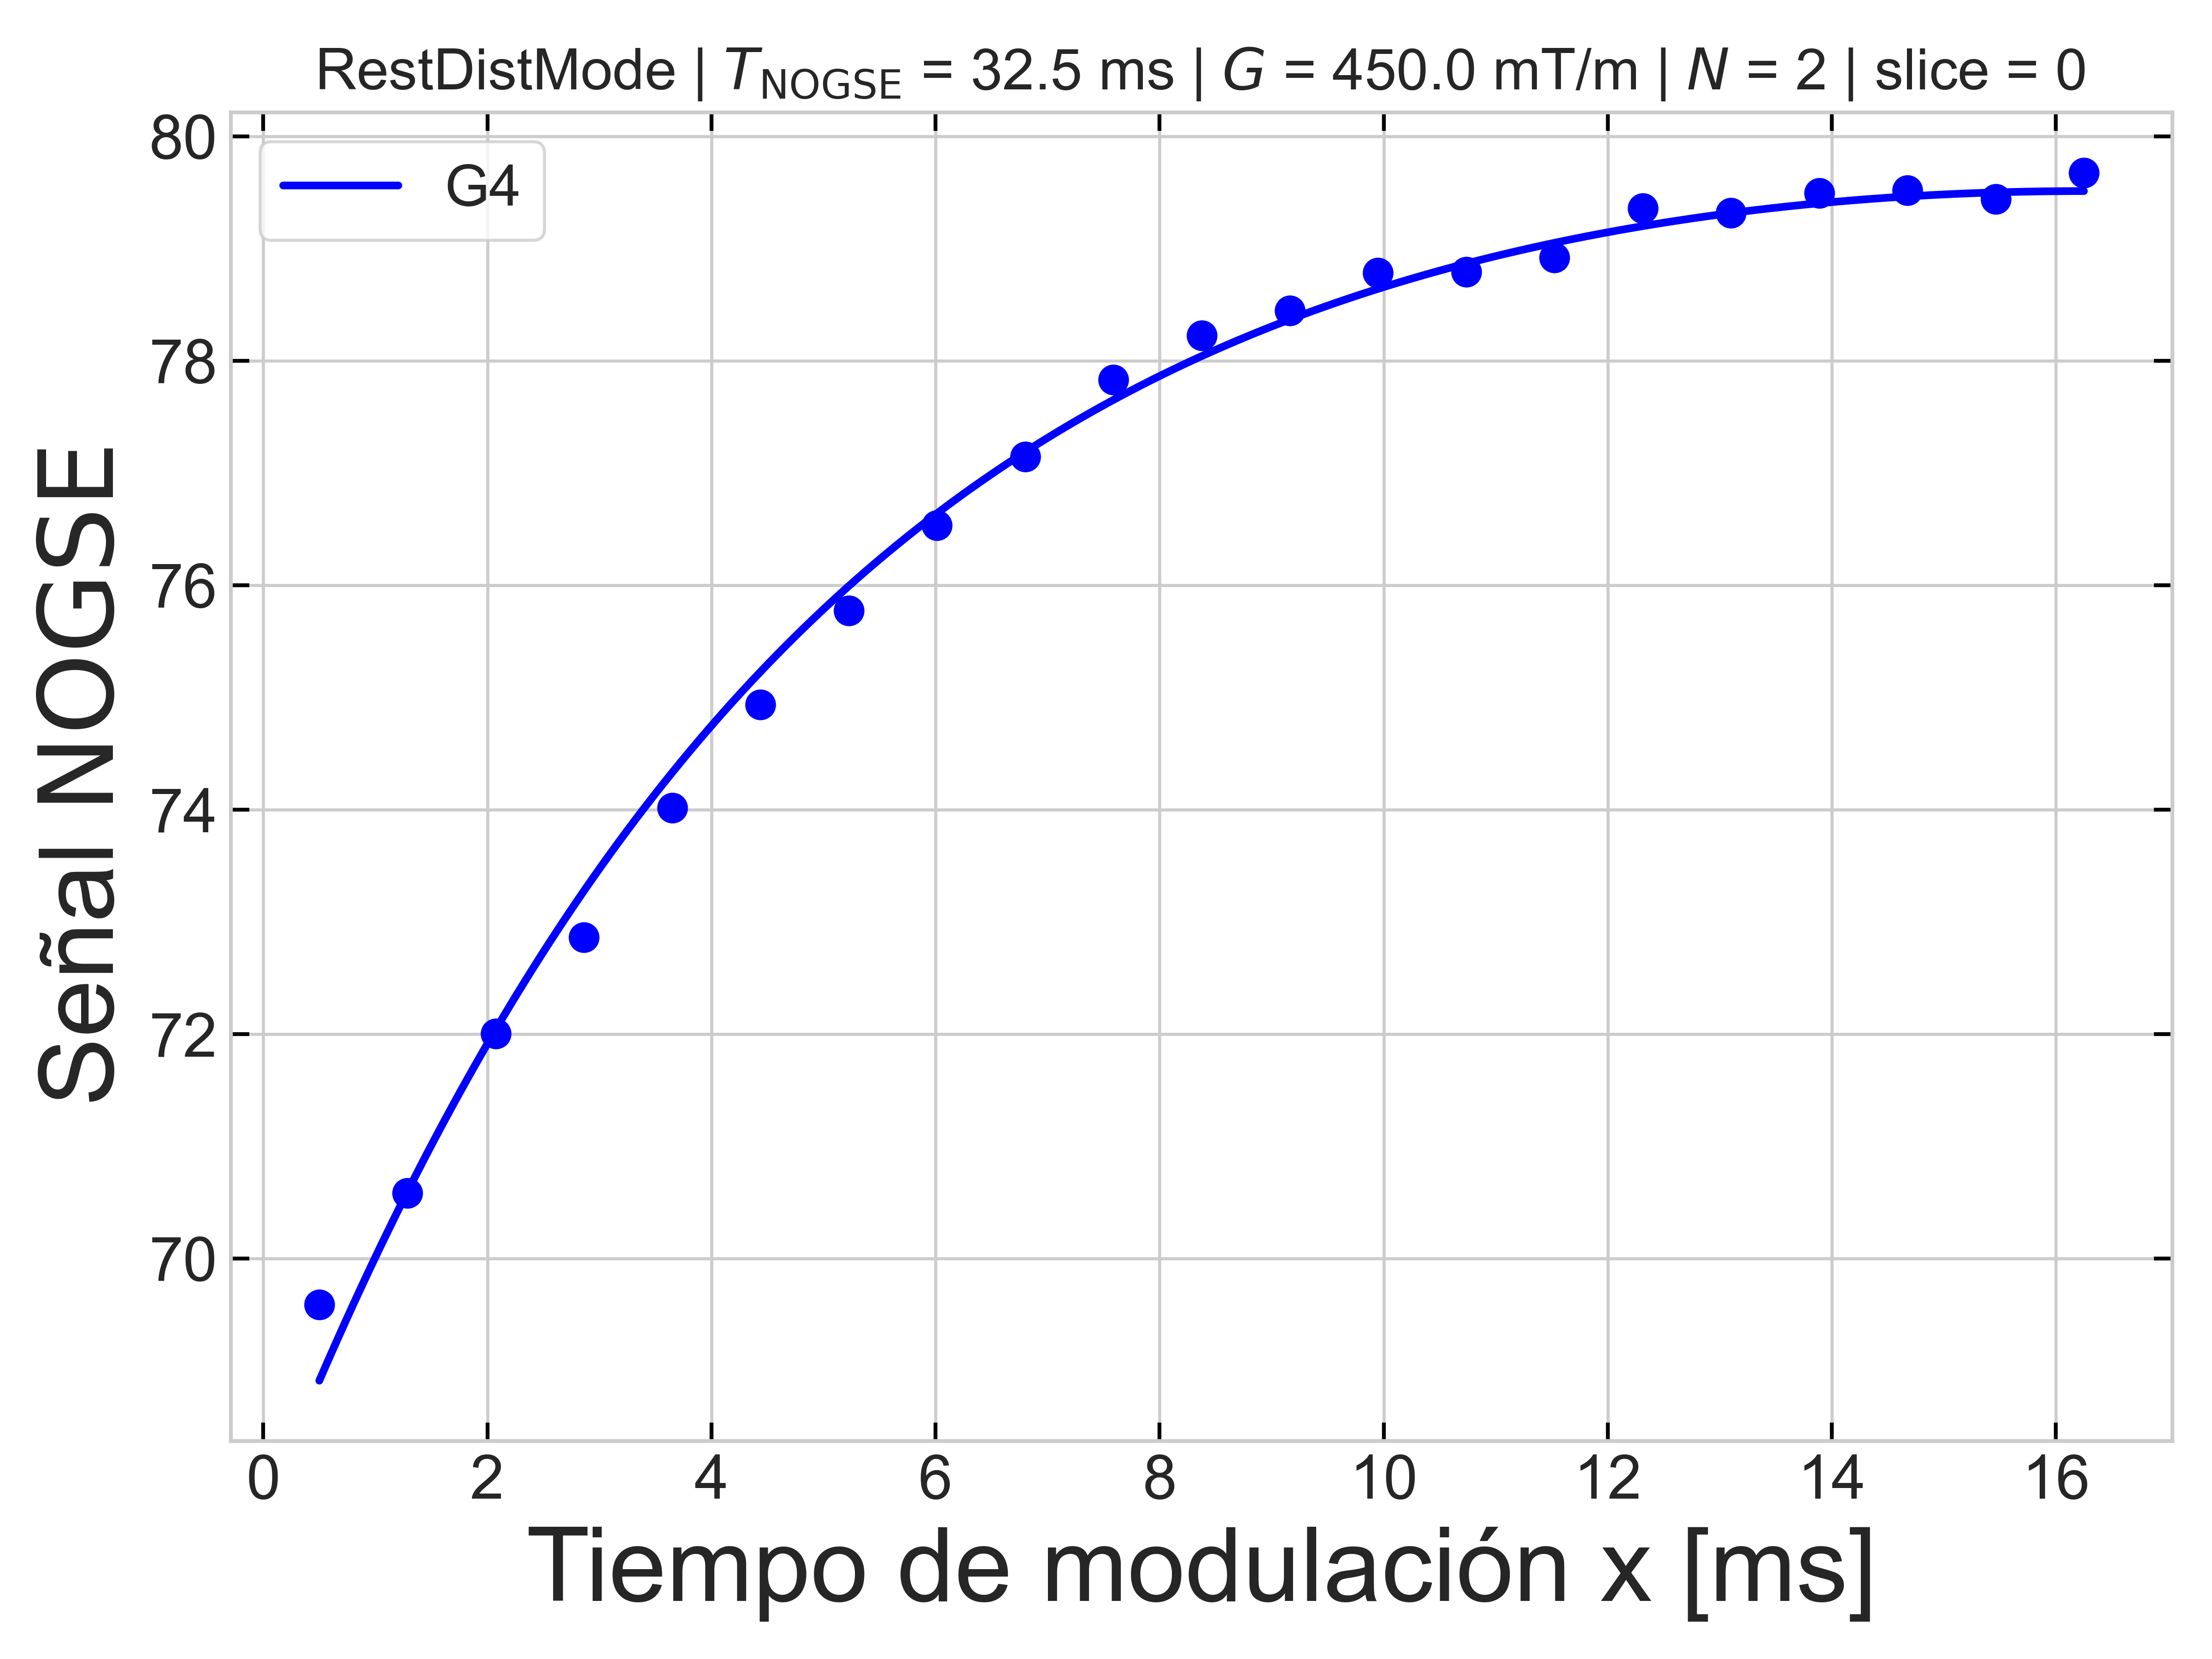 RestDistMode | T_NOGSE = 32.5 ms | G = 450.0 mT/m | N = 2 | slice = 0
G4
Señal NOGSE
80
78
76
74
72
70
0 2 4 6 8 10 12 14 16
Tiempo de modulación x [ms]